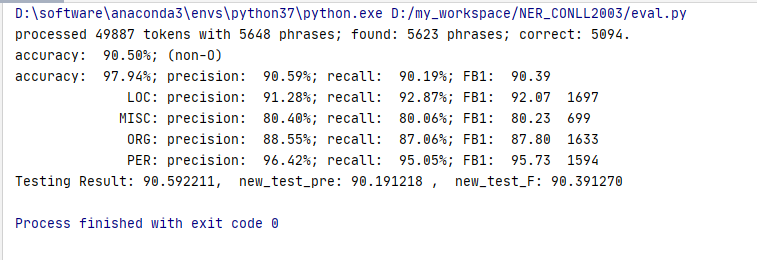 D:\software\anaconda3\envs\python37\python.exe D:/my_workspace/NER_CONLL2003/eval.py
processed 49887 tokens with 5648 phrases; found: 5623 phrases; correct: 5094.
accuracy:  90.50%; (non-O)
accuracy:  97.94%; precision:  90.59%; recall:  90.19%; FB1:  90.39
LOC: precision:  91.28%; recall:  92.87%; FB1:  92.07  1697
MISC: precision:  80.40%; recall:  80.06%; FB1:  80.23  699
ORG: precision:  88.55%; recall:  87.06%; FB1:  87.80  1633
PER: precision:  96.42%; recall:  95.05%; FB1:  95.73  1594
Testing Result: 90.592211,  new_test_pre: 90.191218 ,  new_test_F: 90.391270
Process finished with exit code 0